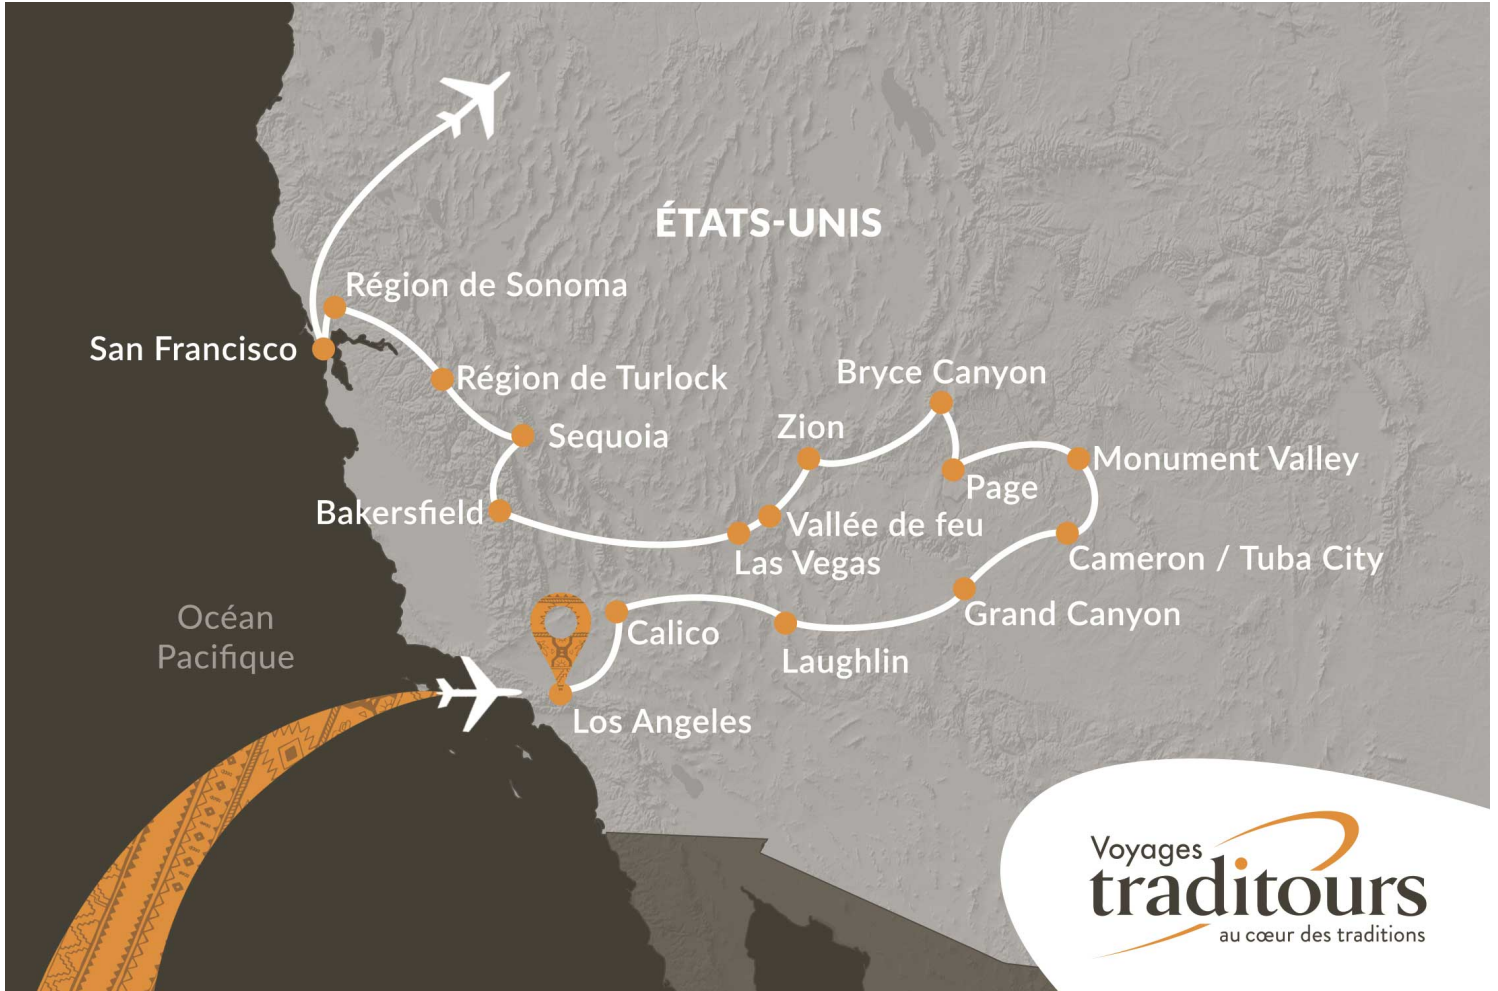 ÉTATS-UNIS
Région de Sonoma
San Francisco
Région de Turlock
Bryce Canyon
Zion
Sequoia
Monument Valley
Page
Bakersfield
Vallée de feu
Las Vegas
Cameron / Tuba City
Grand Canyon
Océan
Pacifique
Calico
Laughlin
Los Angeles
Voyages
traditours
au cœur des traditions